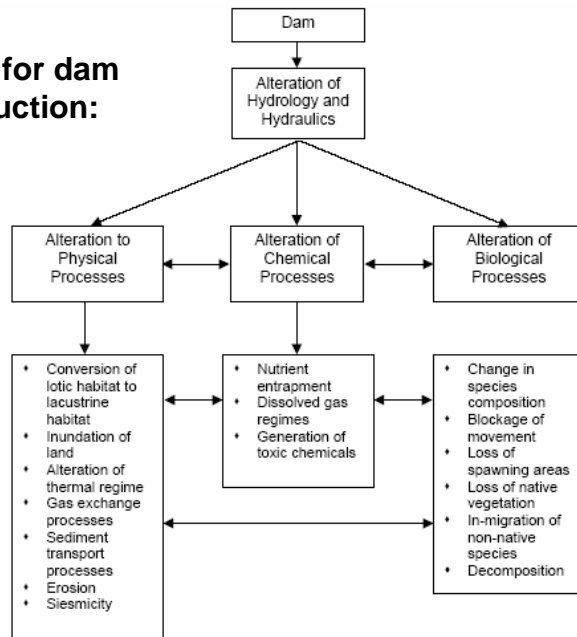 for dam
uction:
Dam
Alteration of
Hydrology and
Hydraulics
Alteration to
Physical
Processes
Alteration of
Chemical Processes
Alteration of
Biological
Processes
• Conversion of
lotic habitat to
lacustrine
habitat
• Inundation of
land
• Alteration of
thermal regime
• Gas exchange
processes
• Sediment
transport
processes
• Erosion
• Siesmicity
• Nutrient
entrapment
• Dissolved gas
regimes
• Generation of
toxic chemicals
• Change in
species
composition
• Blockage of
movement
• Loss of
spawning areas
• Loss of native
vegetation
• In-migration of
non-native
species
• Decomposition